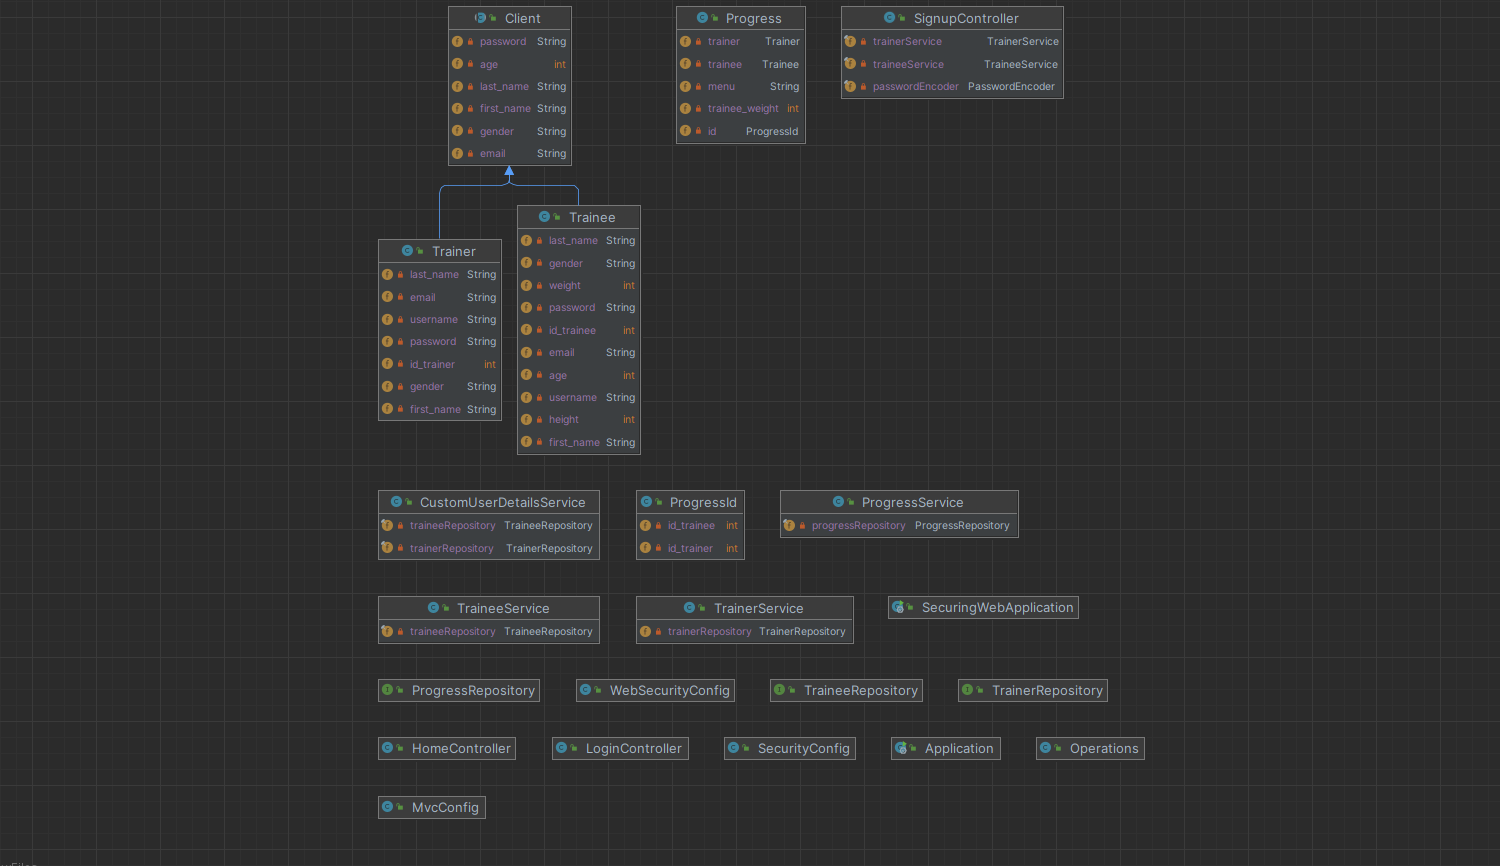 Client
password String
age int
last_name String
first_name String
gender String
email String
Progress
trainer Trainer
trainee Trainee
menu String
trainee_weight int
id ProgressId
SignupController
trainerService TrainerService
traineeService TraineeService
passwordEncoder PasswordEncoder
Trainer
last_name String
email String
username String
password String
id_trainer int
gender String
first_name String
Trainee
last_name String
gender String
weight int
password String
id_trainee int
email String
age int
username String
height int
first_name String
CustomUserDetailsService
traineeRepository TraineeRepository
trainerRepository TrainerRepository
ProgressId
id_trainee int
id_trainer int
ProgressService
progressRepository ProgressRepository
TraineeService
traineeRepository TraineeRepository
TrainerService
trainerRepository TrainerRepository
SecuringWebApplication
ProgressRepository
WebSecurityConfig
TraineeRepository
TrainerRepository
HomeController
LoginController
SecurityConfig
Application
Operations
MvcConfig